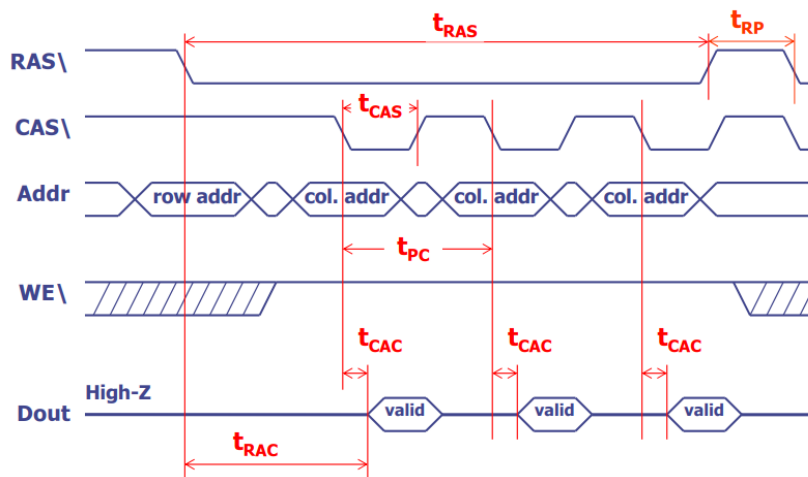 tRAS
tRP
RAS\
tCAS
CAS\
Addr
row addr
col. addr
col. addr
col. addr
tPC
WE\
tCAC
tCAC
tCAC
High-Z
Dout
valid
valid
valid
tRAC